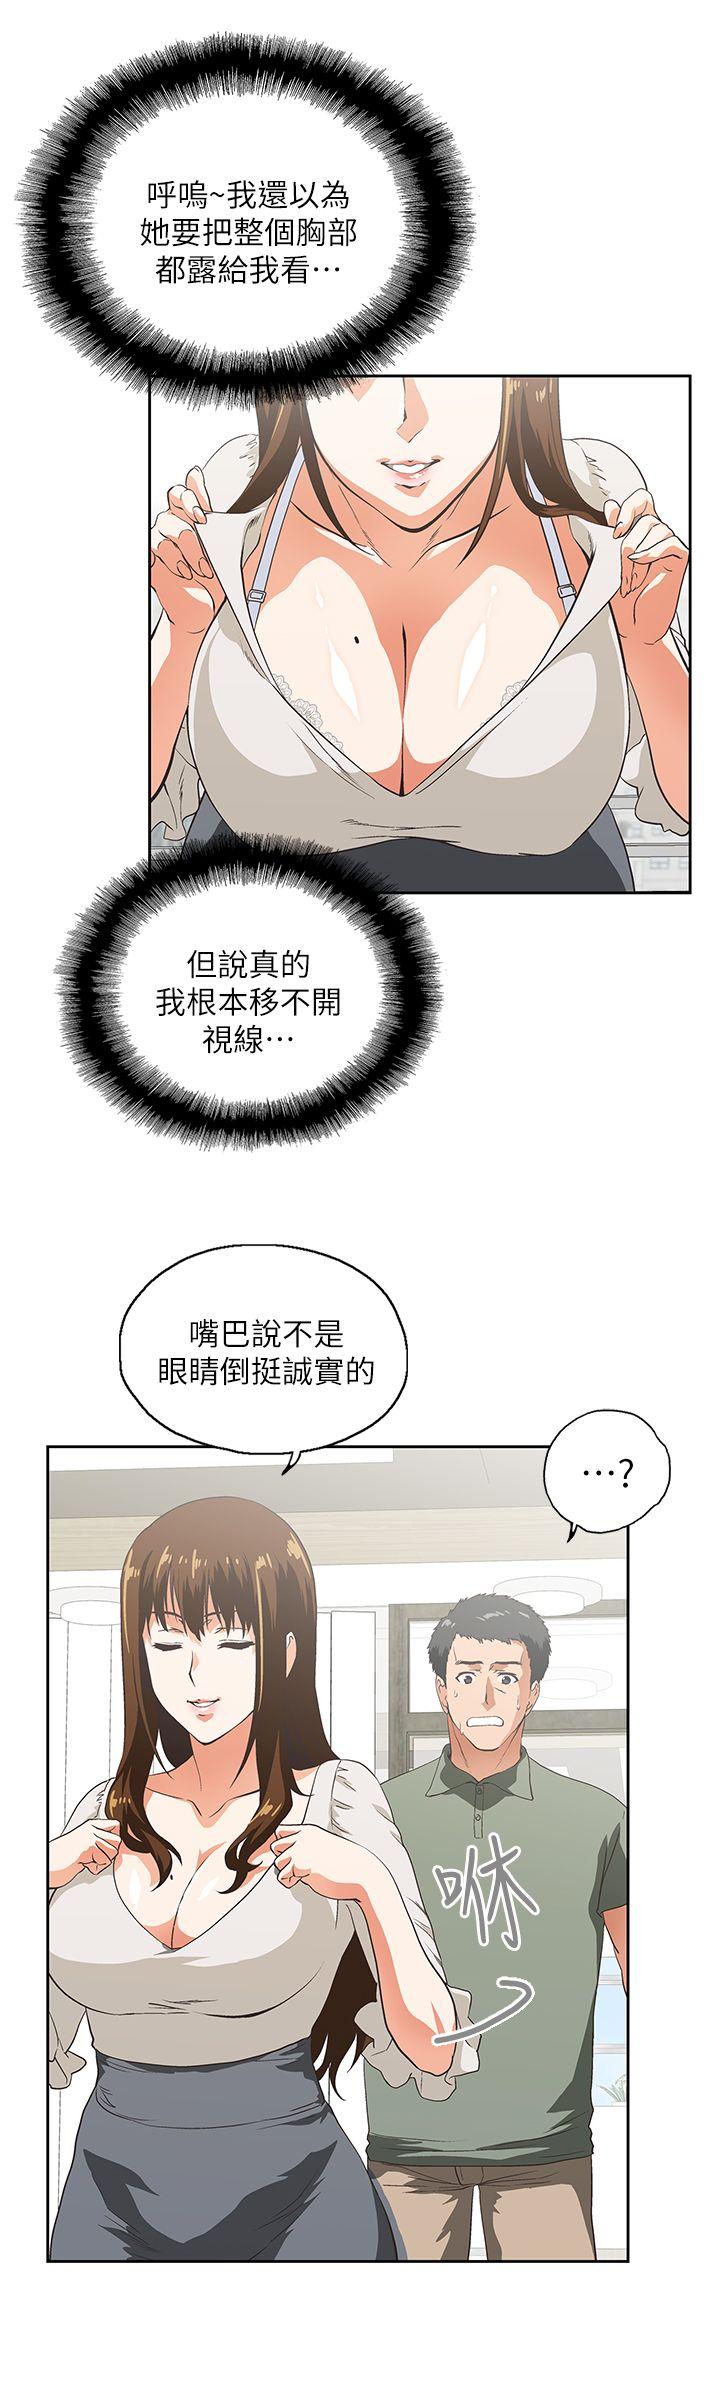 呼嗚~我還以為
她要把整個胸部
都露給我看…
但說真的
我根本移不開
視線…
嘴巴說不是
眼睛倒挺誠實的
…?
咻